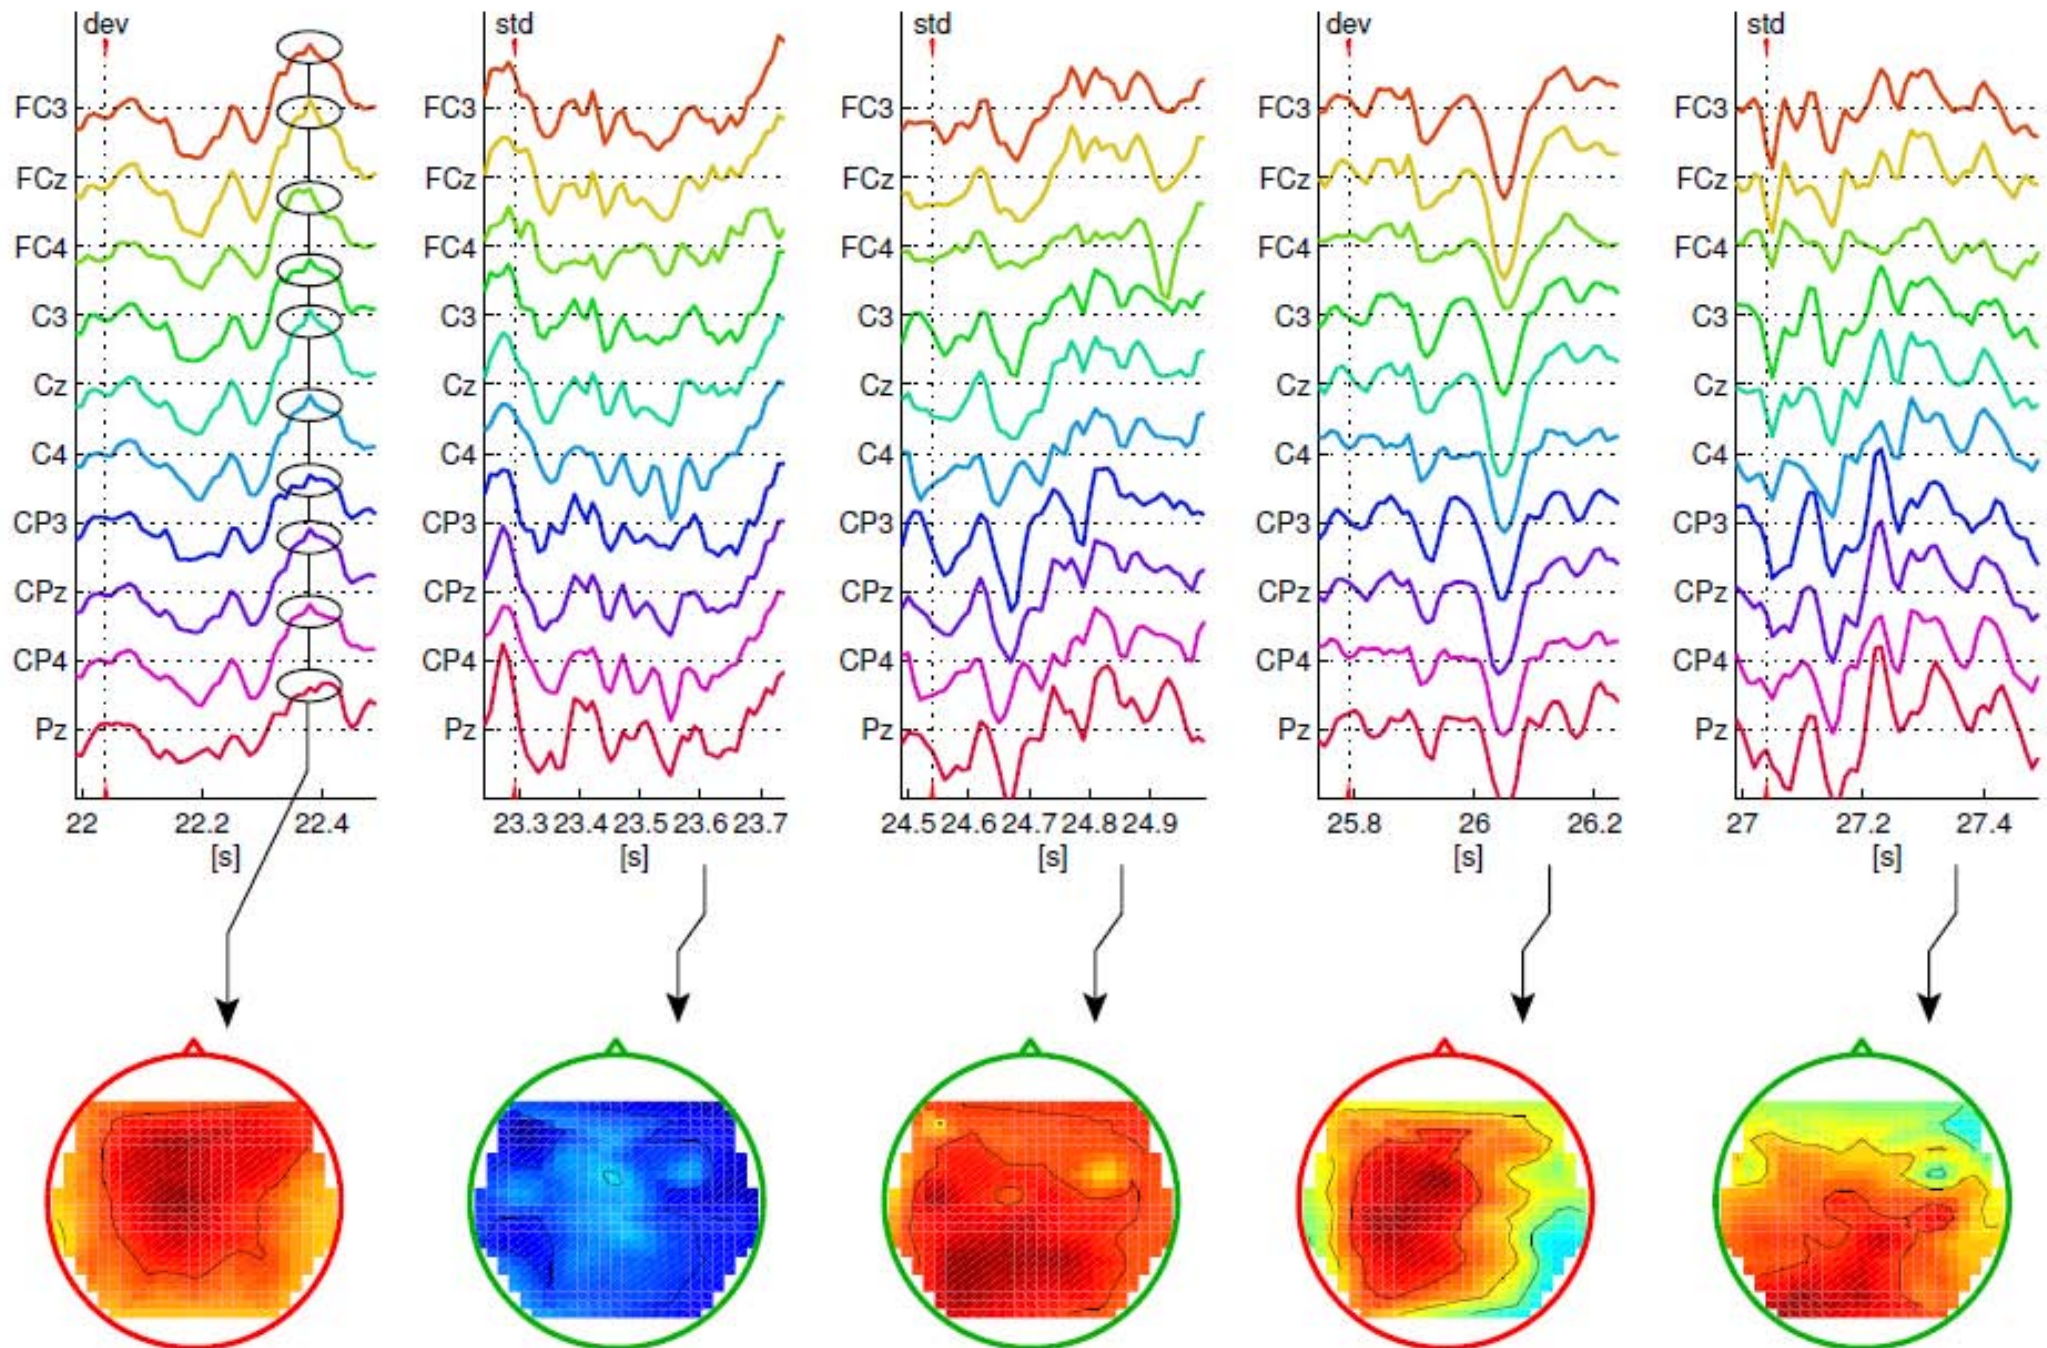 dev std std dev std
FC3 FC3 FC3 FC3 FC3
FCz FCz FCz FCz FCz
FC4 FC4 FC4 FC4 FC4
C3 C3 C3 C3 C3
Cz Cz Cz Cz Cz
C4 C4 C4 C4 C4
CP3 CP3 CP3 CP3 CP3
CPz CPz CPz CPz CPz
CP4 CP4 CP4 CP4 CP4
Pz Pz Pz Pz Pz
22 22.2 22.4 23.3 23.4 23.5 23.6 23.7 24.5 24.6 24.7 24.8 24.9 25.8 26 26.2 27 27.2 27.4
[s] [s] [s] [s] [s]